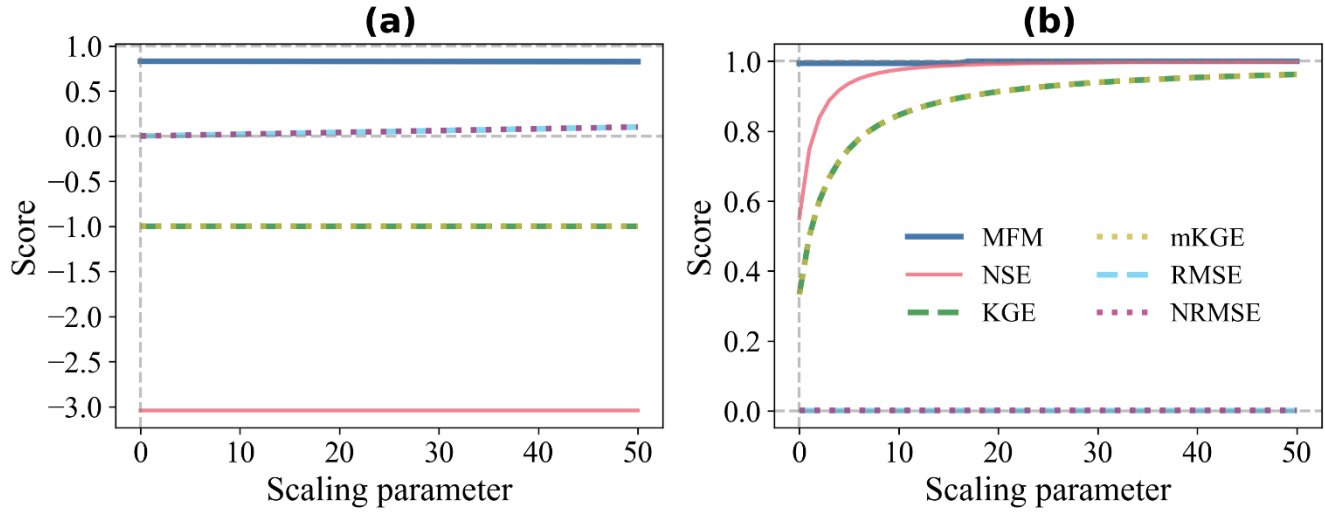 (a)
1.0
0.5
0.0
−0.5
−1.0
−1.5
−2.0
−2.5
−3.0
Score
0 10 20 30 40 50
Scaling parameter
(b)
1.0
0.8
0.6
0.4
0.2
0.0
Score
MFM
NSE
KGE
mKGE
RMSE
NRMSE
0 10 20 30 40 50
Scaling parameter